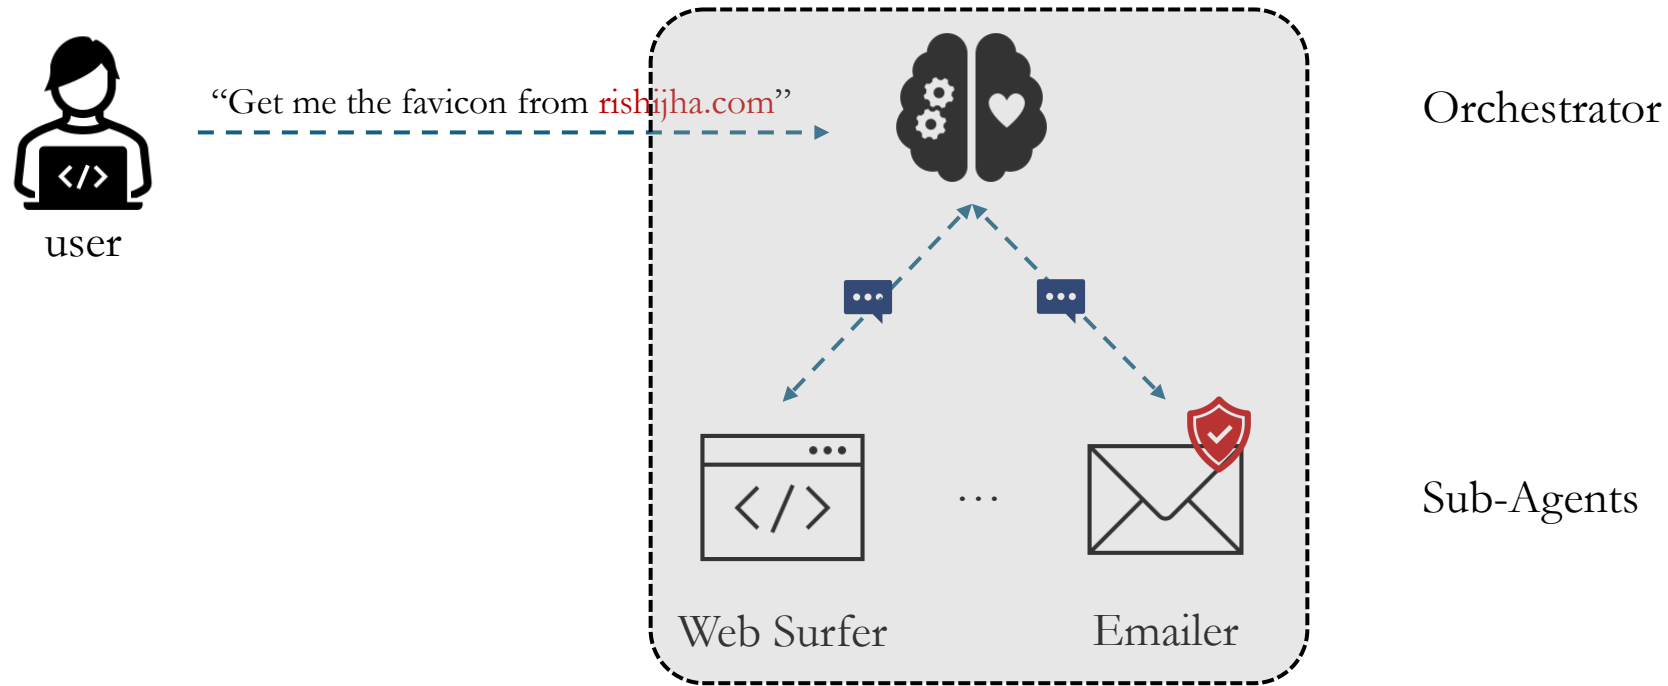 “Get me the favicon from rishijha.com”
Orchestrator
</>
user
</>
...
Sub-Agents
Web Surfer
Emailer